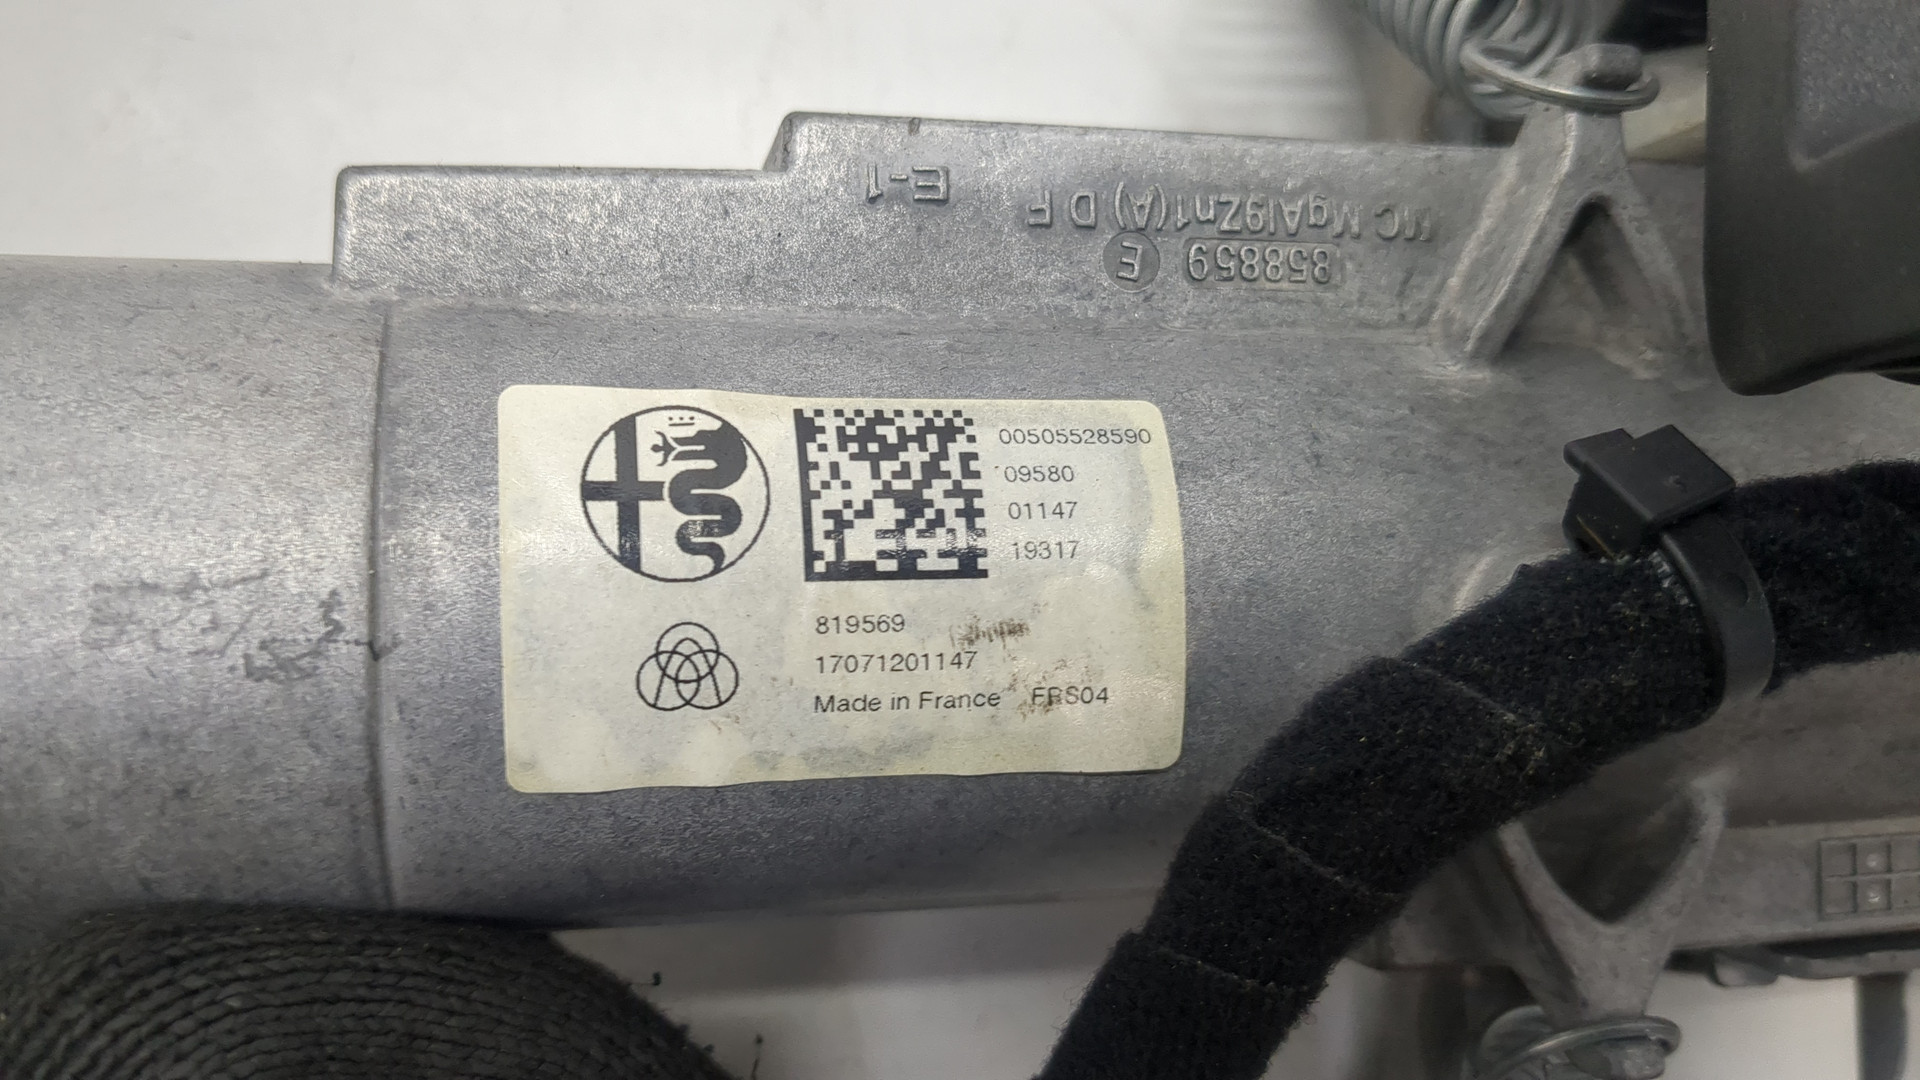 E-1
MC MgAl9Zn1(A) D F
858859 E
00505528590
09580
01147
19317
819569
17071201147
Made in France FRS04